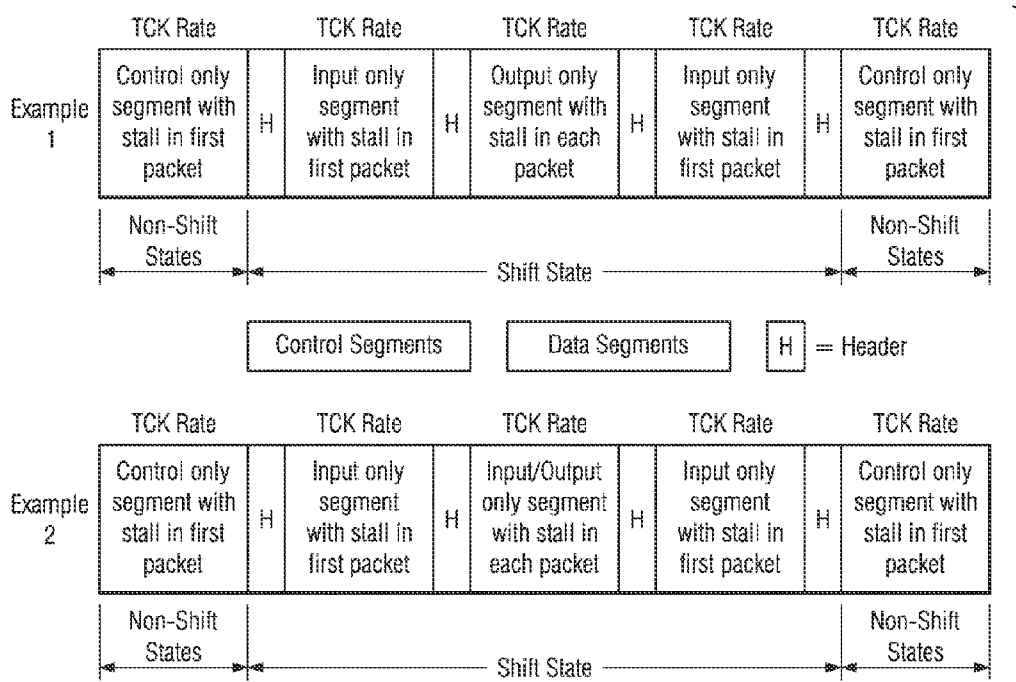 TCK Rate TCK Rate TCK Rate TCK Rate TCK Rate
Example
1
Control only
segment with
stall in first
packet
H
Input only
segment
with stall in
first packet
H
Output only
segment with
stall in each
packet
H
Input only
segment
with stall in
first packet
H
Control only
segment with
stall in first
packet
Non-Shift
States
Shift State
Non-Shift
States
Control Segments
Data Segments
H = Header
TCK Rate TCK Rate TCK Rate TCK Rate TCK Rate
Example
2
Control only
segment with
stall in first
packet
H
Input only
segment
with stall in
first packet
H
Input/Output
only segment
with stall in
each packet
H
Input only
segment
with stall in
first packet
H
Control only
segment with
stall in first
packet
Non-Shift
States
Shift State
Non-Shift
States